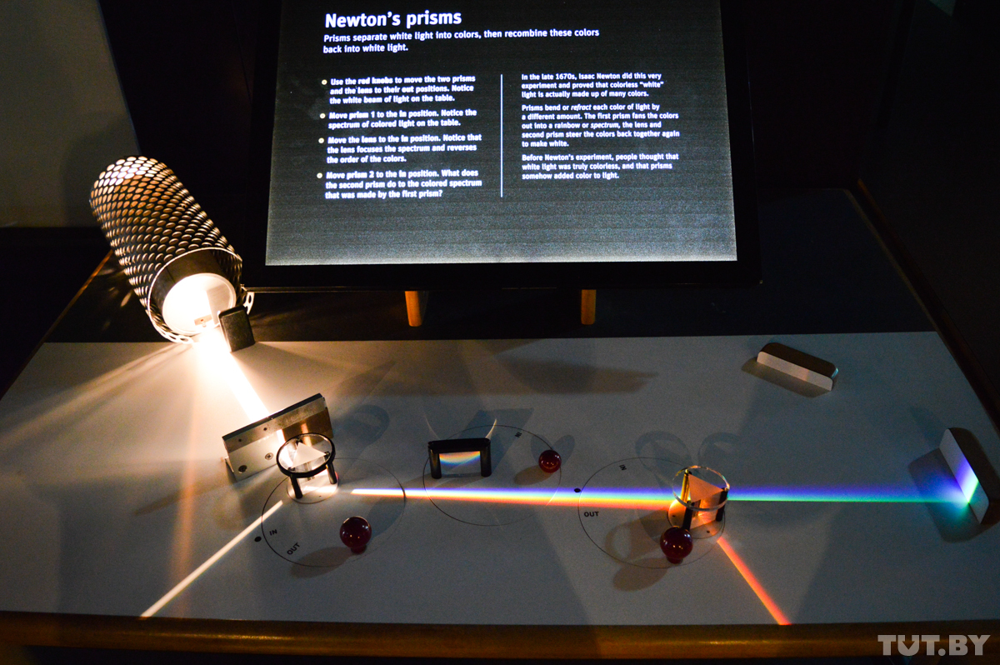 Newton's prisms
Prisms separate white light into colors, then recombine these colors
back into white light.
Use the red knobs to move the two prisms
and the lens to their out positions. Notice
the white beam of light on the table.
Move prism 1 to the in position. Notice the
spectrum of colored light on the table.
Move the lens to the in position. Notice that
the lens focuses the spectrum and reverses
the order of the colors.
Move prism 2 to the in position. What does
the second prism do to the colored spectrum
that was made by the first prism?
In the late 1670s, Isaac Newton did this very
experiment and proved that colorless "white"
light is actually made up of many colors.
Prisms bend or refract each color of light by
a different amount. The first prism fans the colors
out into a rainbow or spectrum, the lens and
second prism steer the colors back together again
to make white.
Before Newton's experiment, people thought that
white light was truly colorless, and that prisms
somehow added color to light.
IN
IN
OUT
IN
OUT
TUT.BY